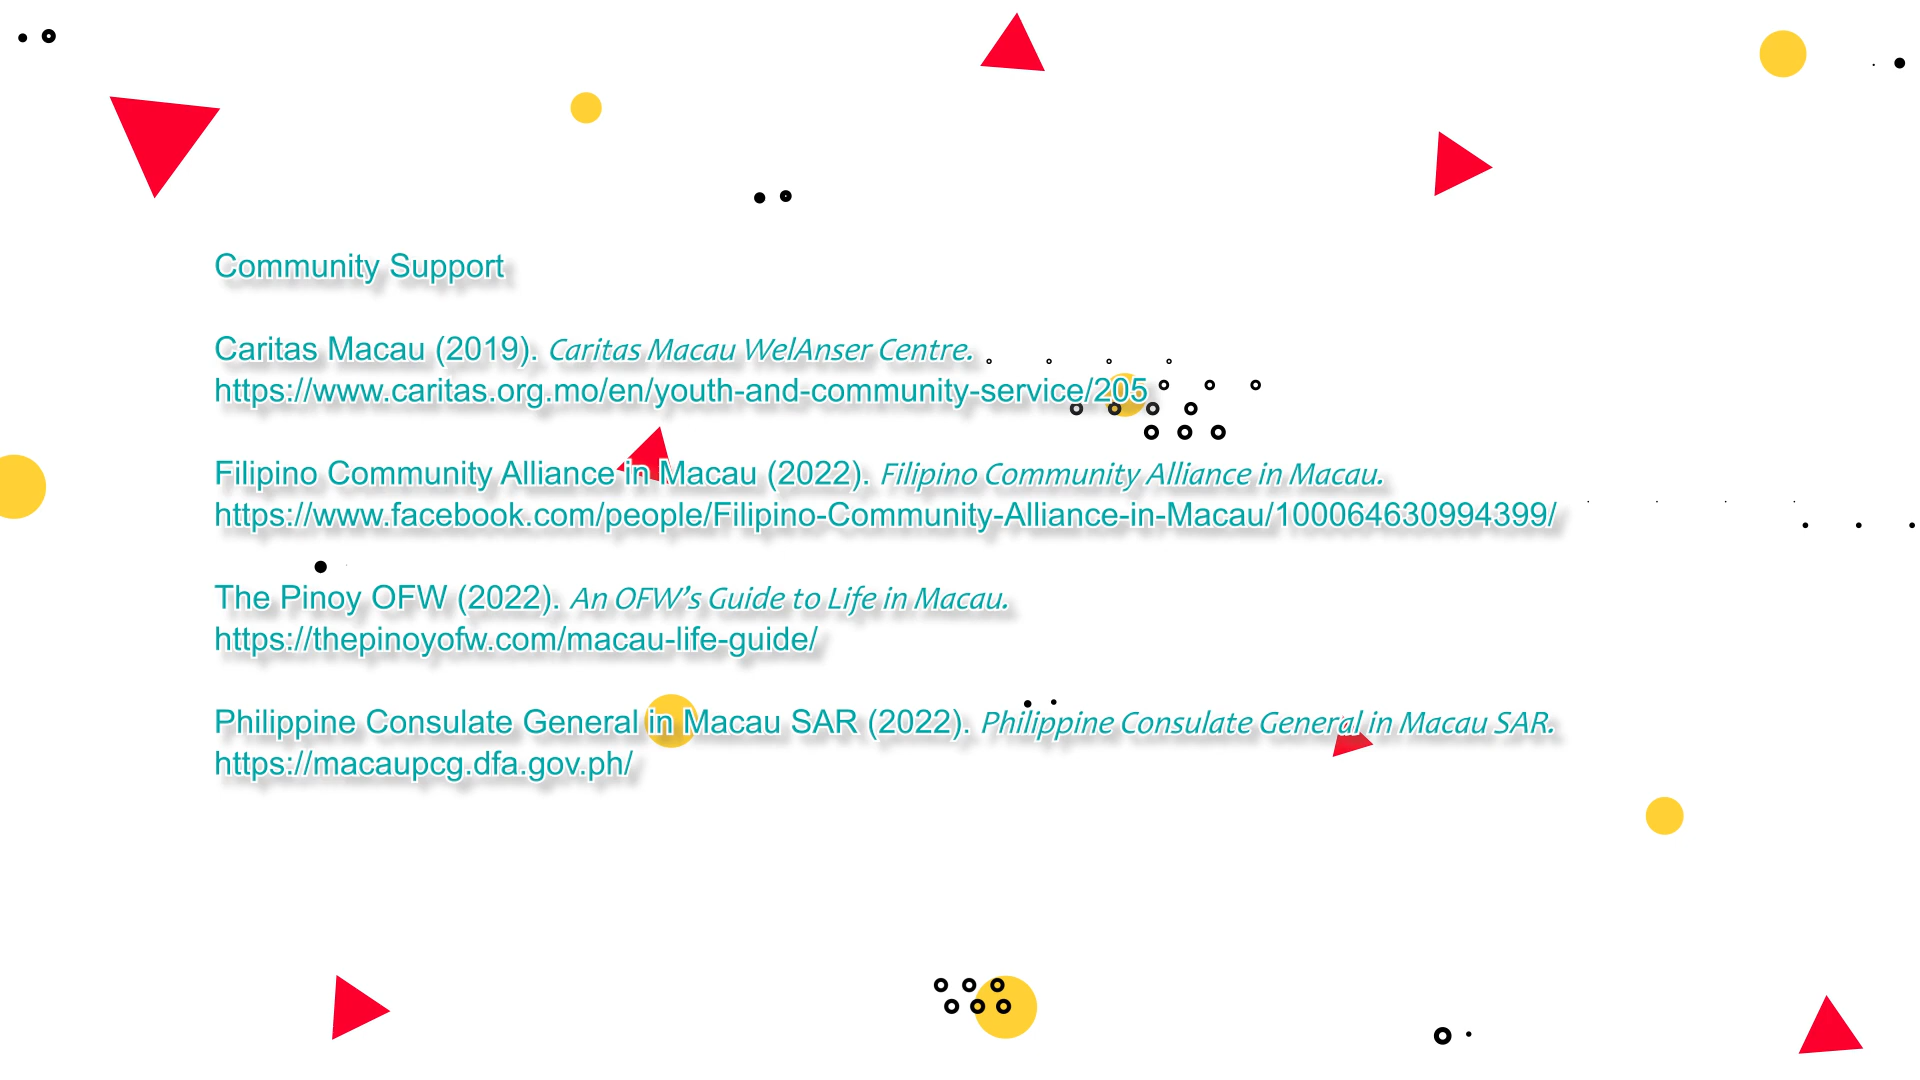 Community Support
Caritas Macau (2019). Caritas Macau WelAnser Centre.
https://www.caritas.org.mo/en/youth-and-community-service/205
Filipino Community Alliance in Macau (2022). Filipino Community Alliance in Macau.
https://www.facebook.com/people/Filipino-Community-Alliance-in-Macau/100064630994399/
The Pinoy OFW (2022). An OFW’s Guide to Life in Macau.
https://thepinoyofw.com/macau-life-guide/
Philippine Consulate General in Macau SAR (2022). Philippine Consulate General in Macau SAR.
https://macaupcg.dfa.gov.ph/